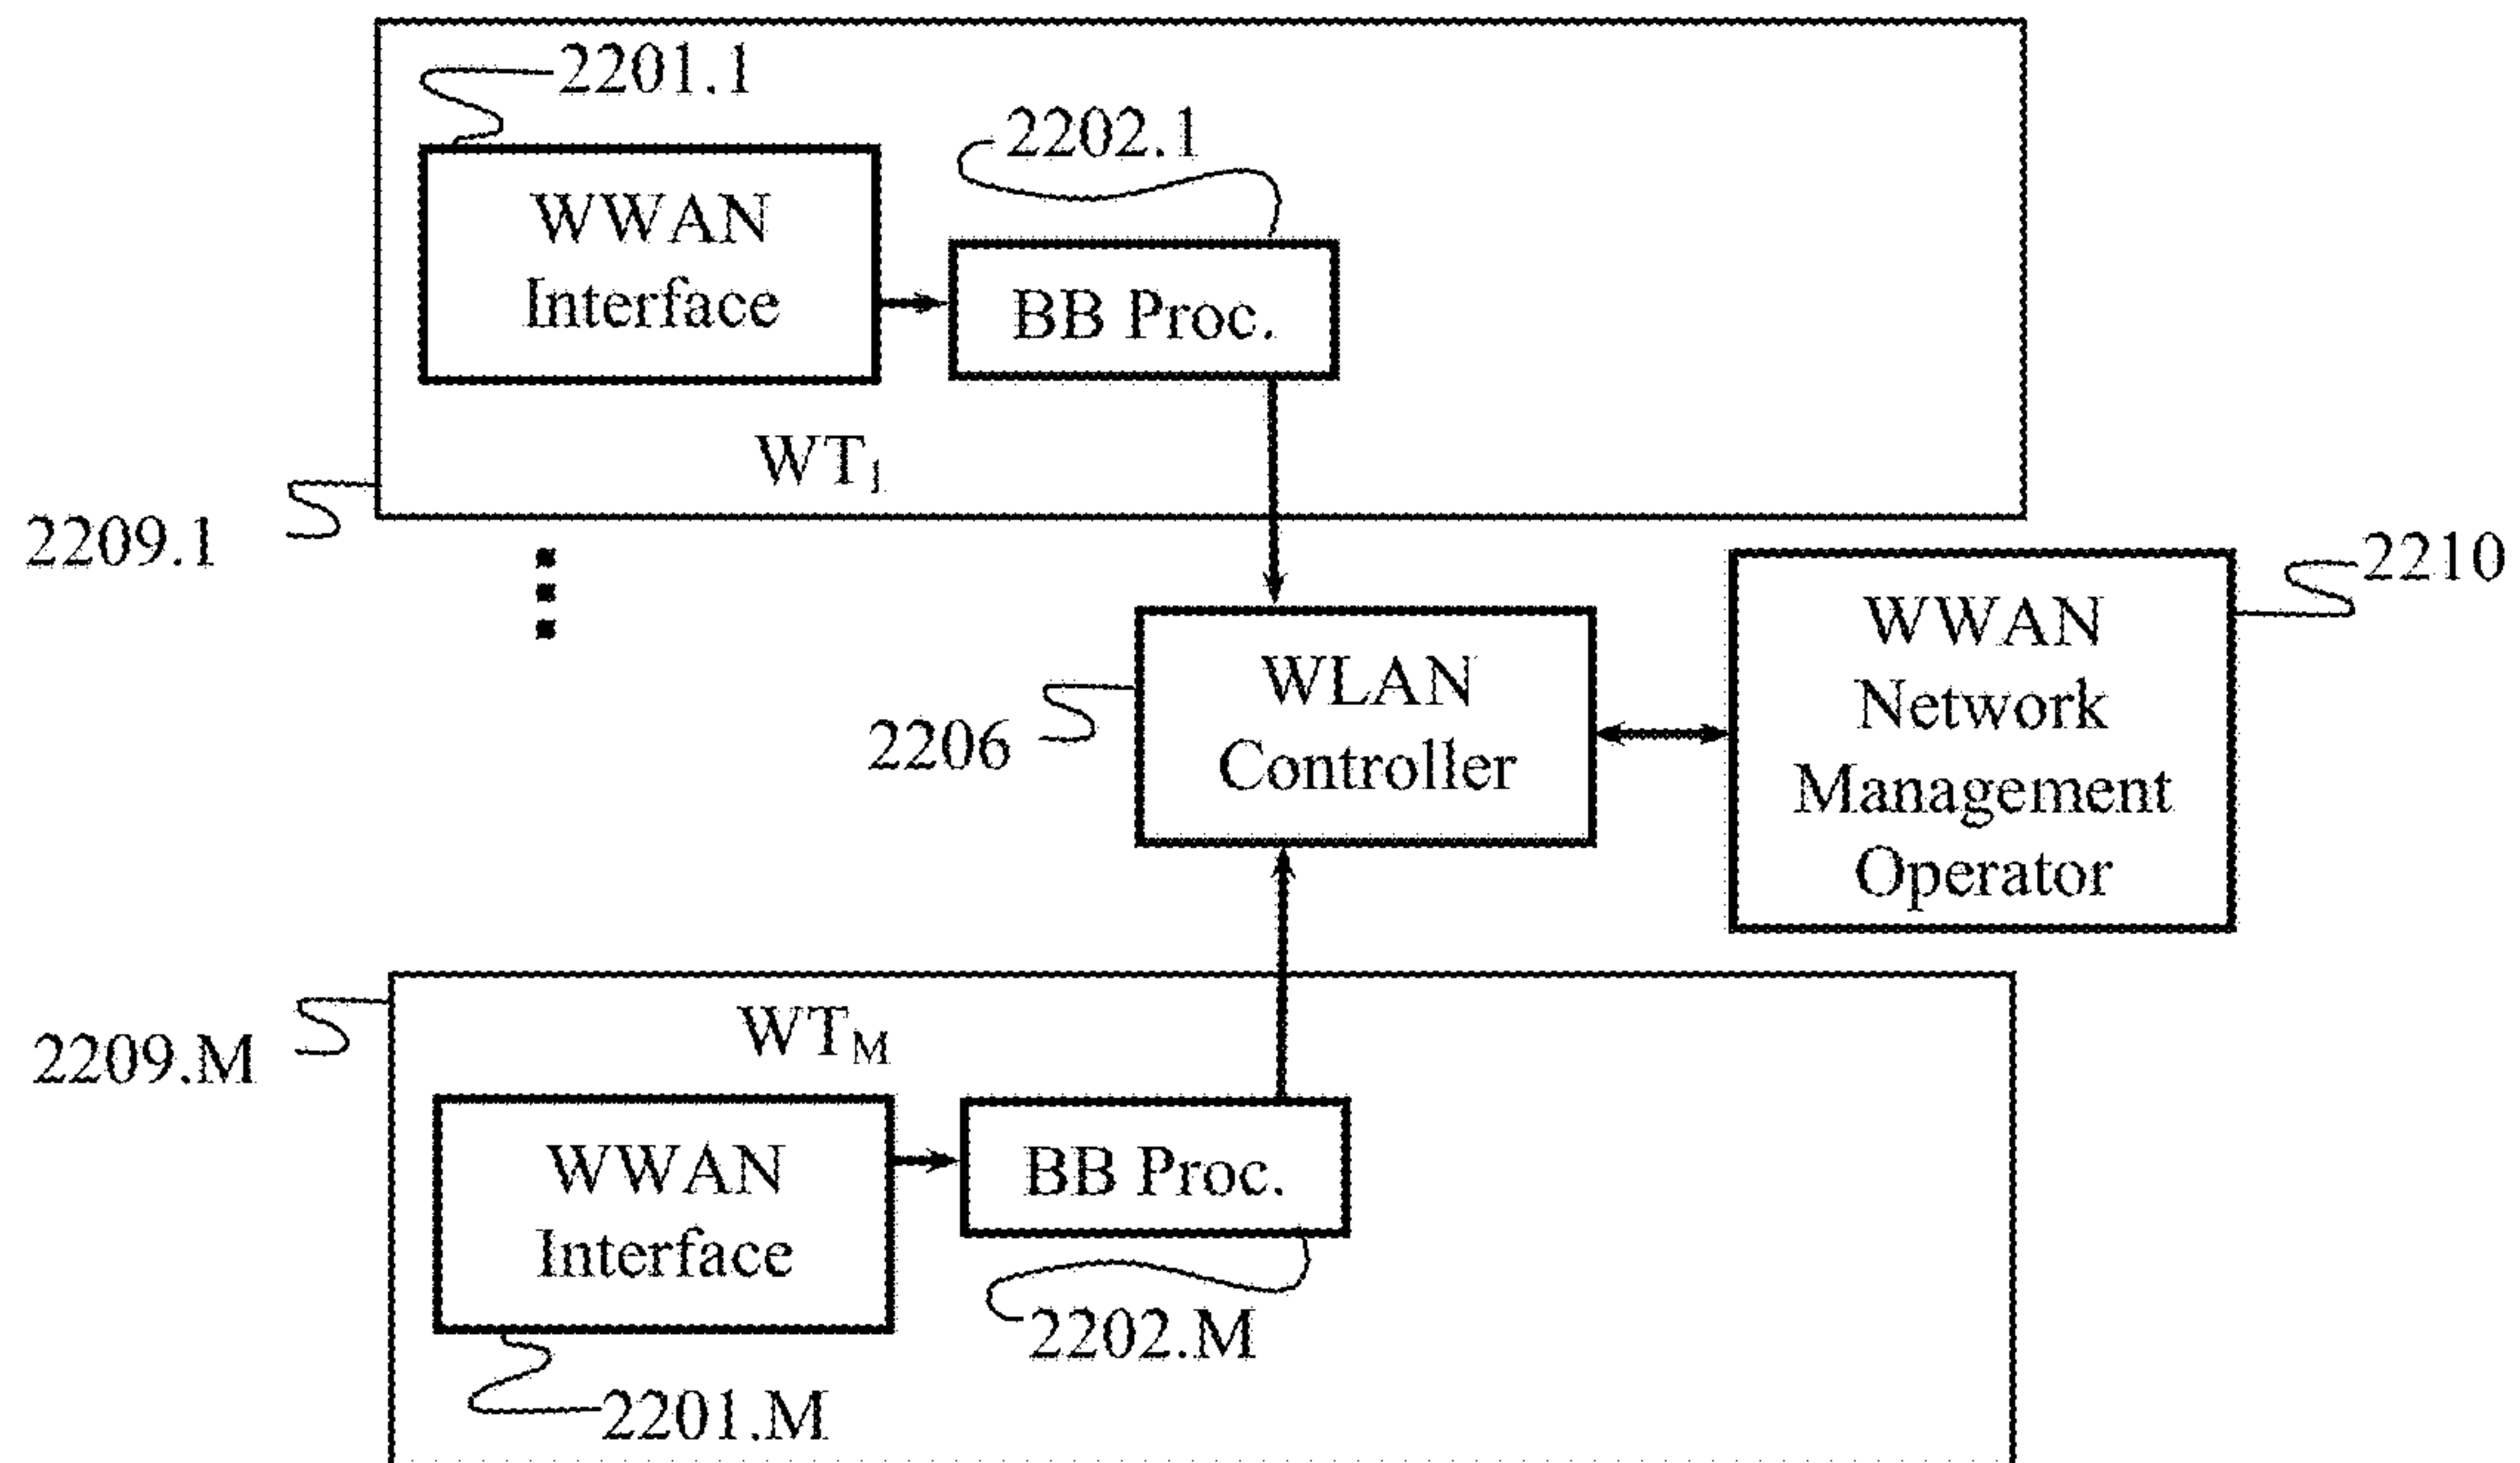 2201.1
2202.1
WWAN
Interface
BB Proc.
WT1
2209.1
2210
WWAN
Network
Management
Operator
WLAN
Controller
2206
WTM
2209.M
WWAN
Interface
BB Proc.
2202.M
2201.M